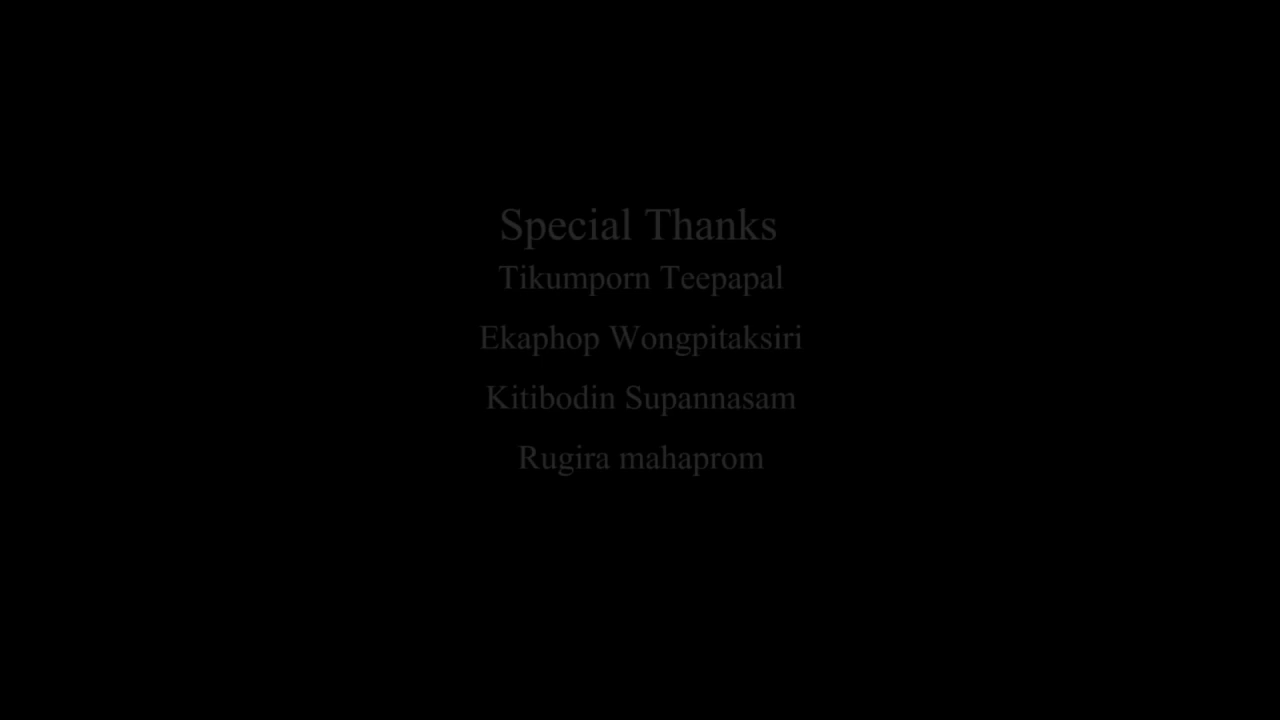 Special Thanks
Tikumporn Teepapal
Ekaphop Wongpitaksiri
Kitibodin Supannasam
Rugira mahaprom